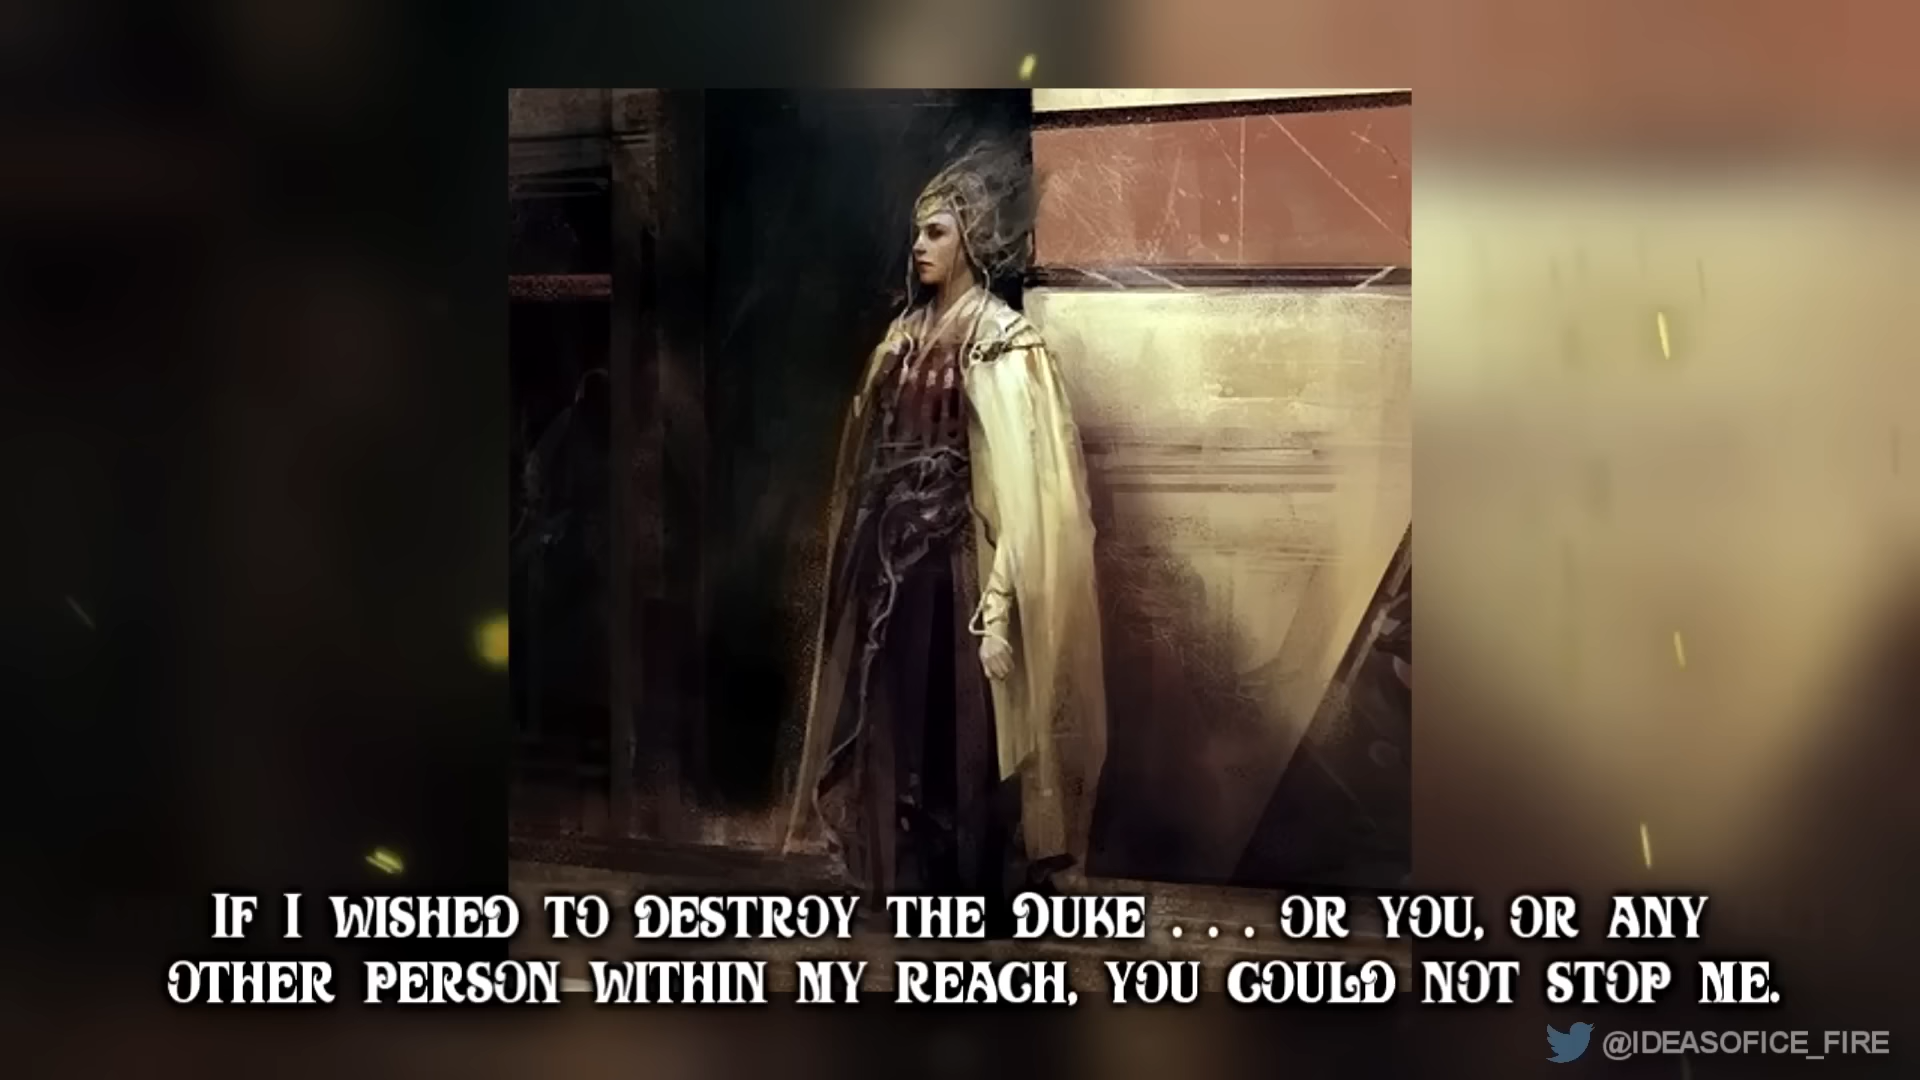 If I wished to destroy the Duke . . . or you, or any
other person within my reach, you could not stop me.
@IDEASOFICE_FIRE